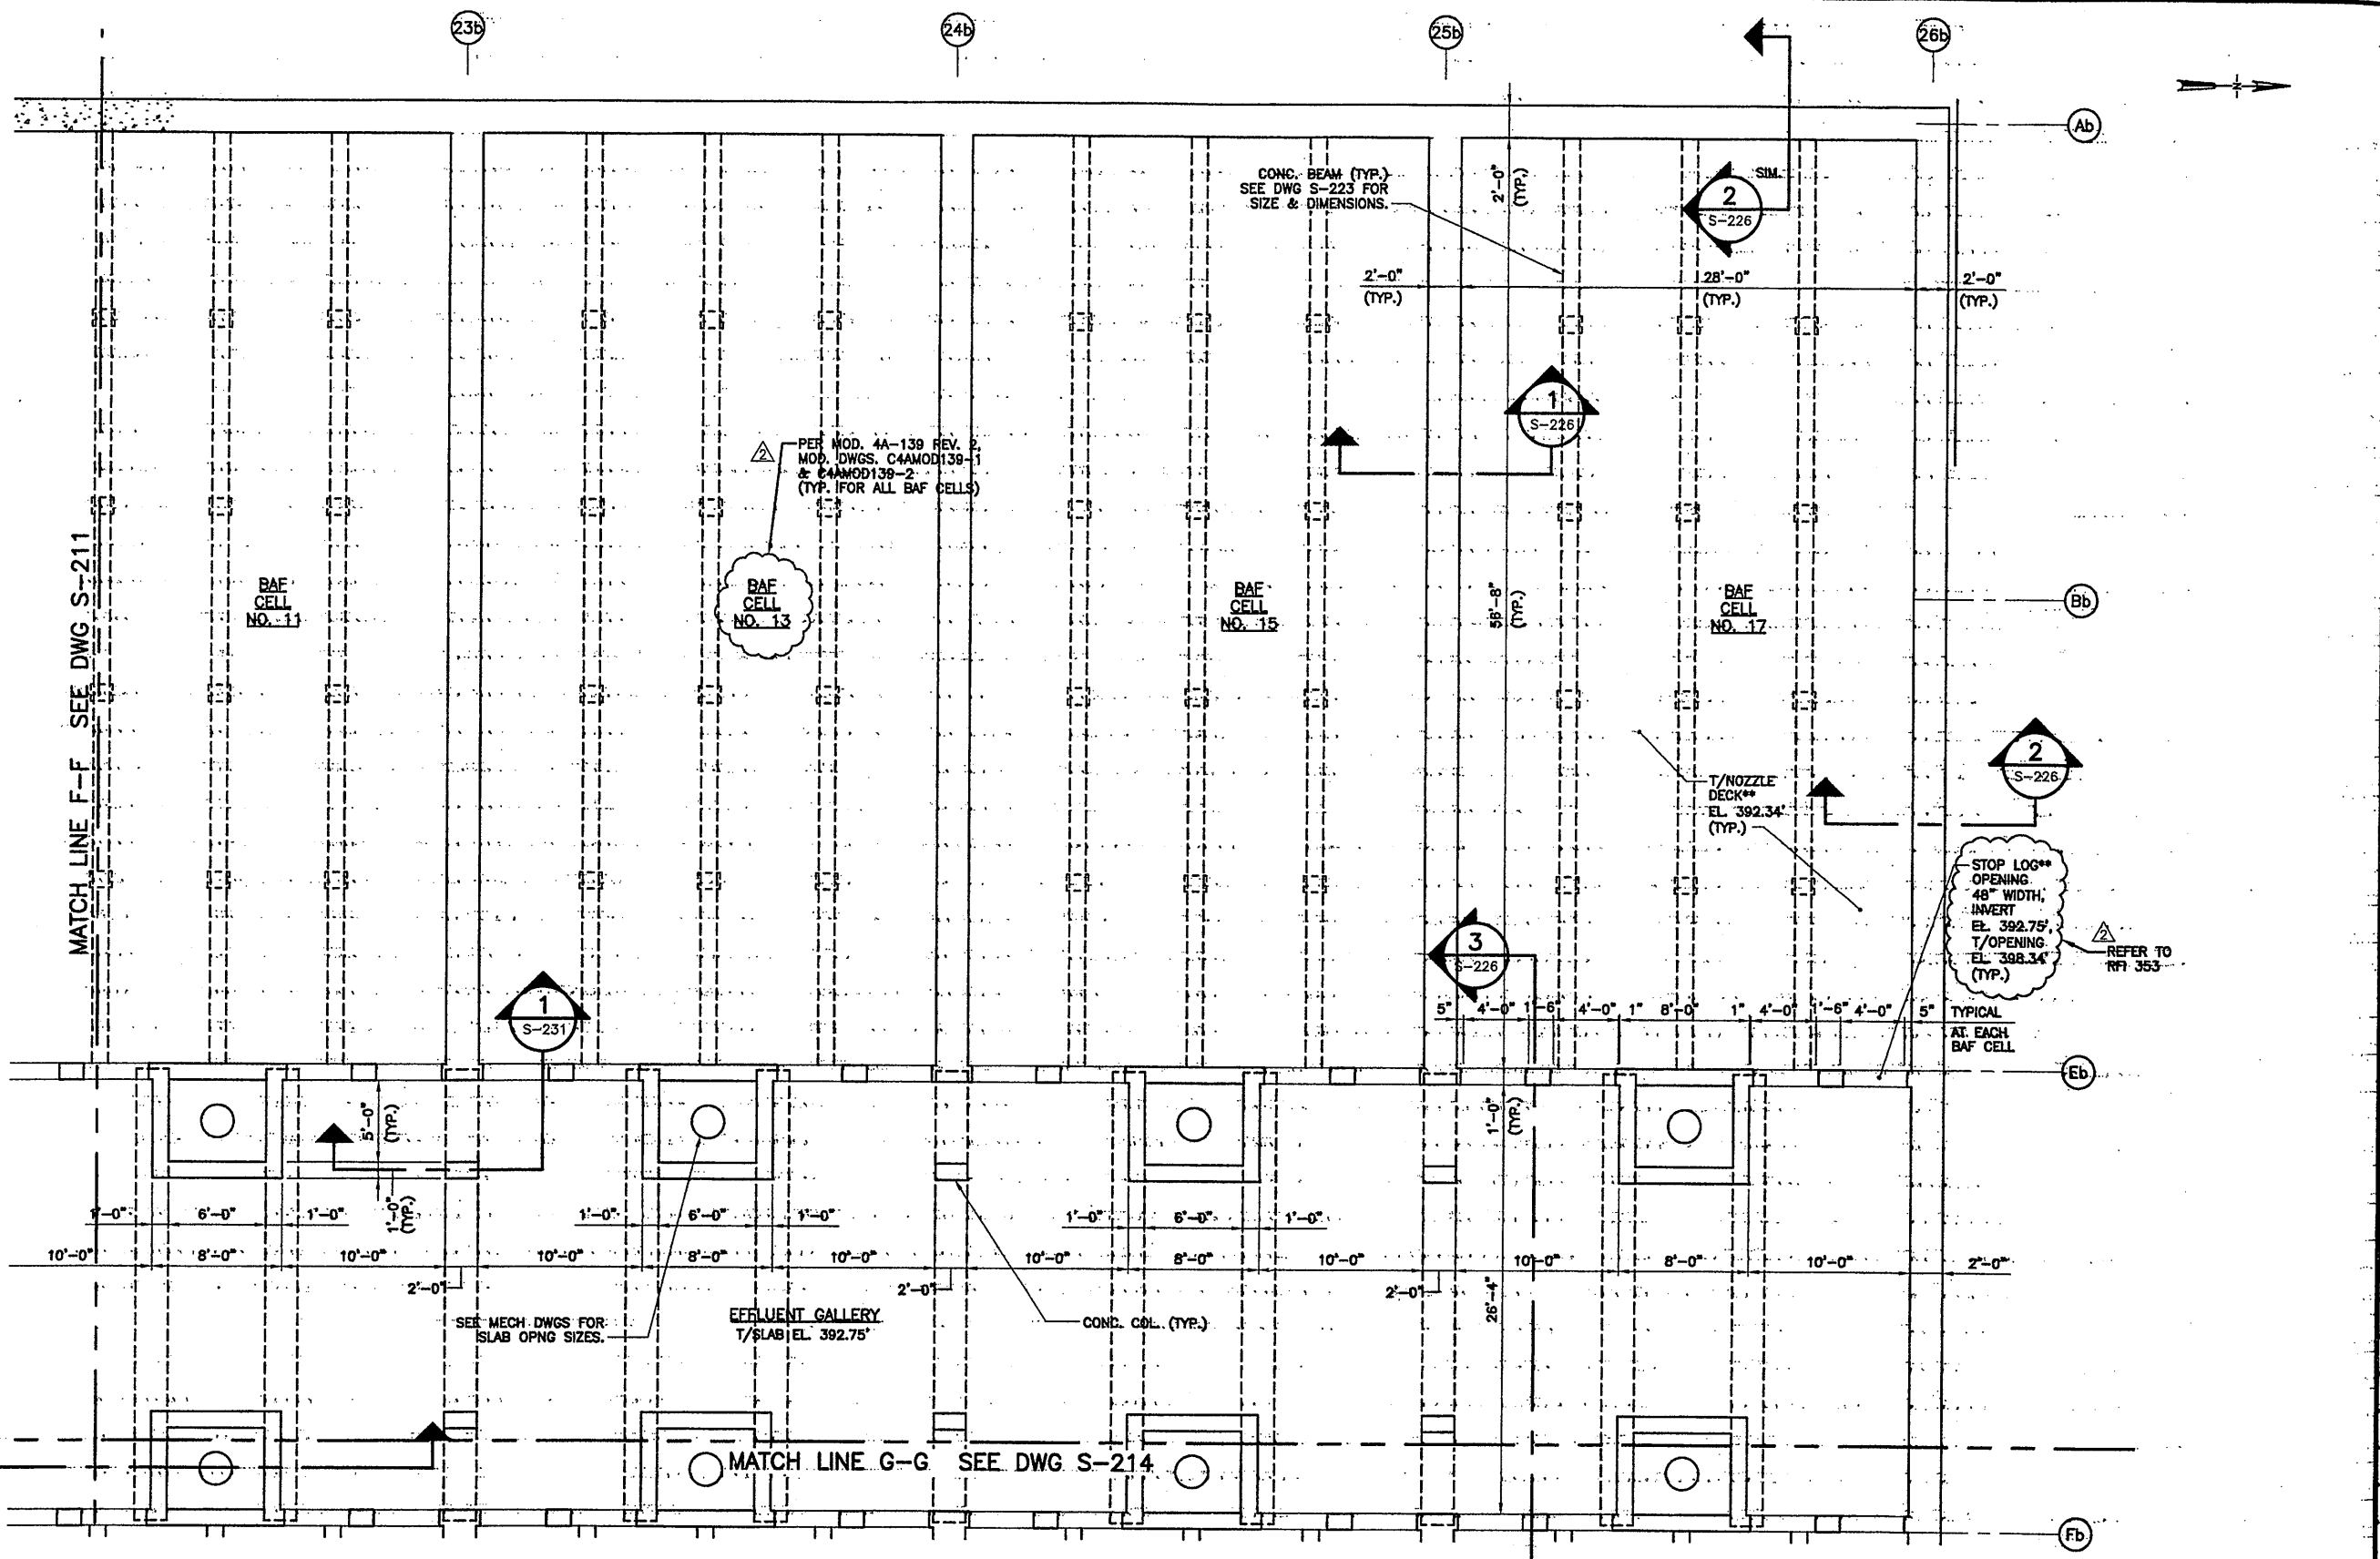 23b
24b
25b
26b
N
Ab
CONC. BEAM (TYP.)
SEE DWG S-223 FOR
SIZE & DIMENSIONS.
2'-0"
(TYP.)
SIM.
2
S-226
2'-0"
(TYP.)
28'-0"
(TYP.)
2'-0"
(TYP.)
1
S-226
2
PER MOD. 4A-139 REV. 2,
MOD. DWGS. C4AMOD139-1
& C4AMOD139-2
(TYP. FOR ALL BAF CELLS)
MATCH LINE F-F SEE DWG S-211
BAF
CELL
NO. 11
BAF
CELL
NO. 13
BAF
CELL
NO. 15
56'-8"
(TYP.)
BAF
CELL
NO. 17
Bb
2
S-226
T/NOZZLE
DECK**
EL. 392.34'
(TYP.)
STOP LOG**
OPENING
48" WIDTH,
INVERT
EL. 392.75',
T/OPENING
EL. 398.34'
(TYP.)
2
REFER TO
RFI 353
3
S-226
1
S-231
5"
4'-0"
1'-6"
4'-0"
1"
8'-0"
1"
4'-0"
1'-6"
4'-0"
5"
TYPICAL
AT EACH
BAF CELL
Eb
5'-0"
(TYP.)
1'-0"
(TYP.)
1'-0"
(TYP.)
1'-0"
6'-0"
1'-0"
1'-0"
6'-0"
1'-0"
1'-0"
6'-0"
1'-0"
10'-0"
8'-0"
10'-0"
10'-0"
8'-0"
10'-0"
10'-0"
8'-0"
10'-0"
10'-0"
8'-0"
10'-0"
2'-0"
2'-0"
2'-0"
2'-0"
26'-4"
SEE MECH DWGS FOR
SLAB OPNG SIZES.
EFFLUENT GALLERY
T/SLAB EL. 392.75'
CONC. COL. (TYP.)
MATCH LINE G-G SEE DWG S-214
Fb